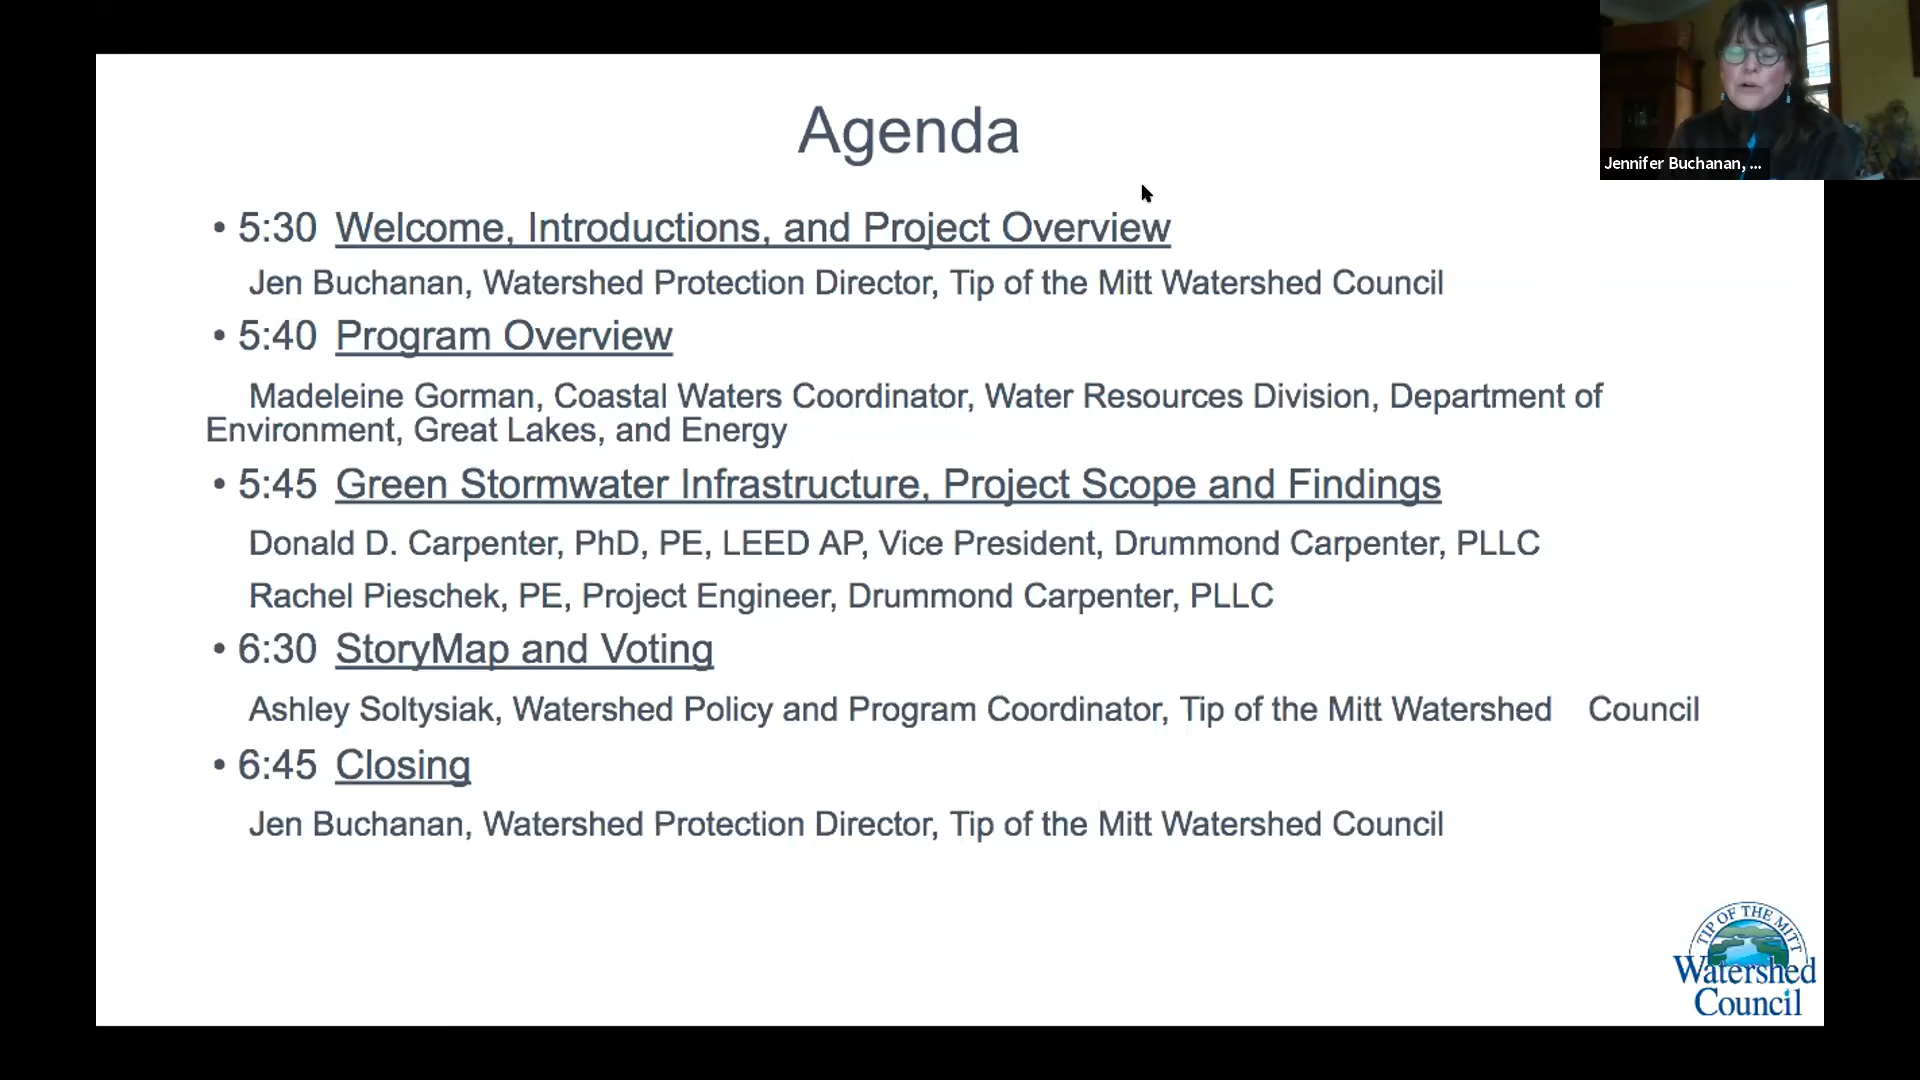 Agenda
Jennifer Buchanan, ...
• 5:30 Welcome, Introductions, and Project Overview
Jen Buchanan, Watershed Protection Director, Tip of the Mitt Watershed Council
• 5:40 Program Overview
Madeleine Gorman, Coastal Waters Coordinator, Water Resources Division, Department of
Environment, Great Lakes, and Energy
• 5:45 Green Stormwater Infrastructure, Project Scope and Findings
Donald D. Carpenter, PhD, PE, LEED AP, Vice President, Drummond Carpenter, PLLC
Rachel Pieschek, PE, Project Engineer, Drummond Carpenter, PLLC
• 6:30 StoryMap and Voting
Ashley Soltysiak, Watershed Policy and Program Coordinator, Tip of the Mitt Watershed Council
• 6:45 Closing
Jen Buchanan, Watershed Protection Director, Tip of the Mitt Watershed Council
TIP OF THE MITT
Watershed
Council